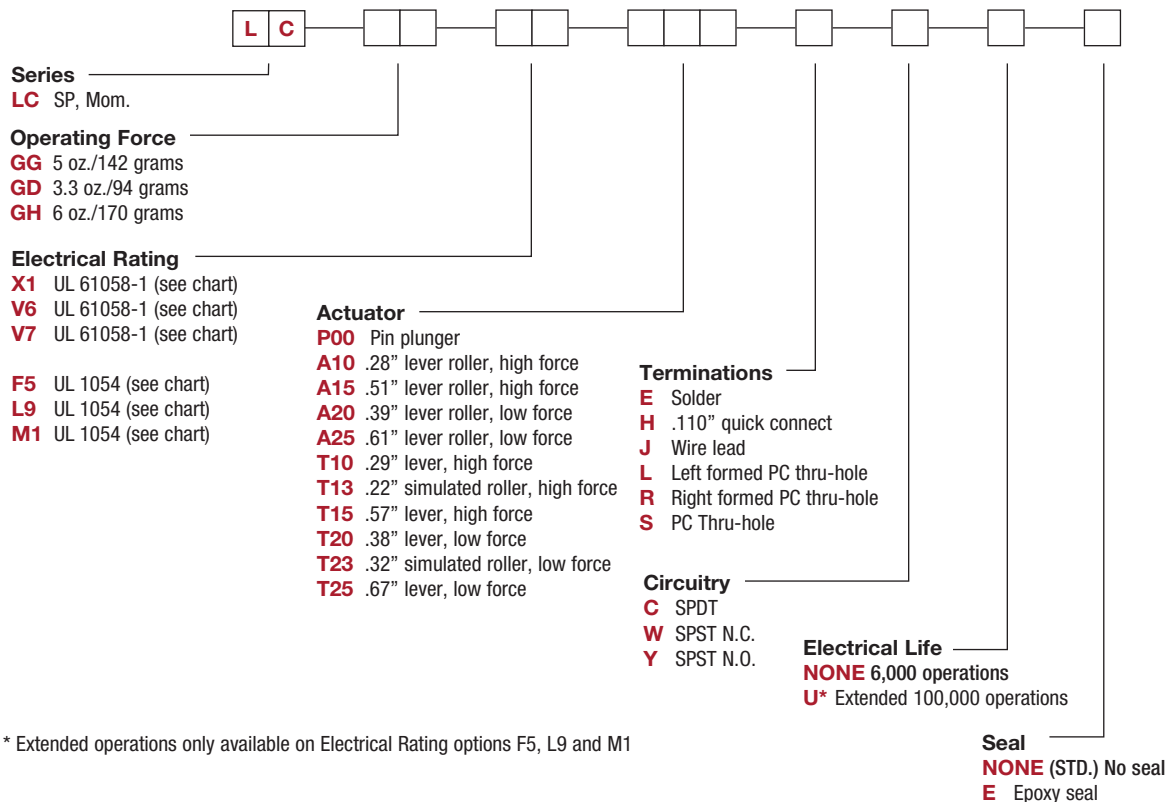 L C
Series
LC SP, Mom.
Operating Force
GG 5 oz./142 grams
GD 3.3 oz./94 grams
GH 6 oz./170 grams
Electrical Rating
X1 UL 61058-1 (see chart)
V6 UL 61058-1 (see chart)
V7 UL 61058-1 (see chart)
F5 UL 1054 (see chart)
L9 UL 1054 (see chart)
M1 UL 1054 (see chart)
Actuator
P00 Pin plunger
A10 .28” lever roller, high force
A15 .51” lever roller, high force
A20 .39” lever roller, low force
A25 .61” lever roller, low force
T10 .29” lever, high force
T13 .22” simulated roller, high force
T15 .57” lever, high force
T20 .38” lever, low force
T23 .32” simulated roller, low force
T25 .67” lever, low force
Terminations
E Solder
H .110” quick connect
J Wire lead
L Left formed PC thru-hole
R Right formed PC thru-hole
S PC Thru-hole
Circuitry
C SPDT
W SPST N.C.
Y SPST N.O.
Electrical Life
NONE 6,000 operations
U* Extended 100,000 operations
* Extended operations only available on Electrical Rating options F5, L9 and M1
Seal
NONE (STD.) No seal
E Epoxy seal